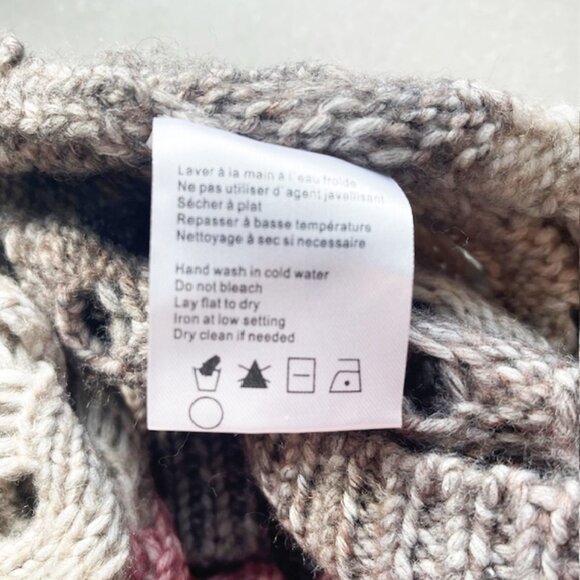 Laver à la main à l'eau froide
Ne pas utiliser d'agent javellisant
Sécher à plat
Repasser à basse température
Nettoyage à sec si necessaire
Hand wash in cold water
Do not bleach
Lay flat to dry
Iron at low setting
Dry clean if needed